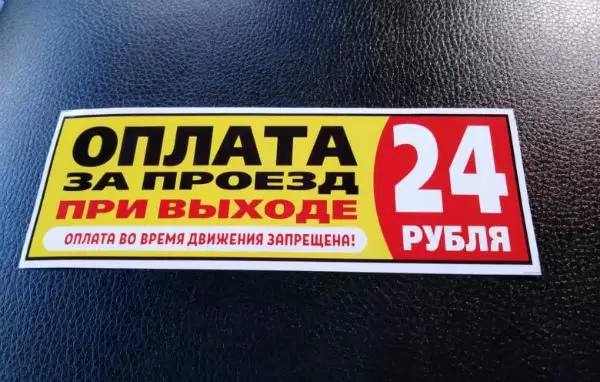 ОПЛАТА
ЗА ПРОЕЗД
ПРИ ВЫХОДЕ
ОПЛАТА ВО ВРЕМЯ ДВИЖЕНИЯ ЗАПРЕЩЕНА!
24
РУБЛЯ